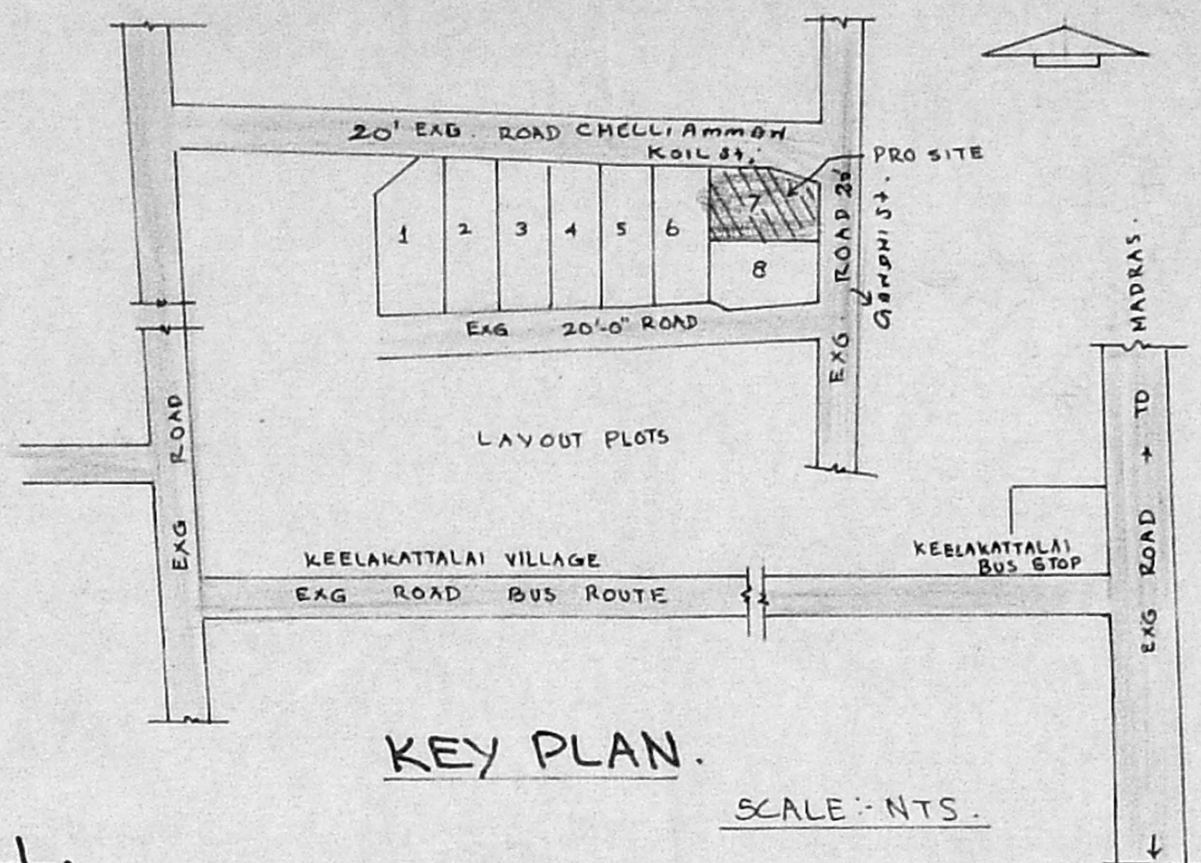 20' EXG. ROAD CHELLIAMMAN
KOIL St.
PRO SITE
1
2
3
4
5
6
7
8
EXG ROAD 20'
GANDHI St.
EXG 20'-0" ROAD
LAYOUT PLOTS
EXG ROAD
EXG ROAD → TO MADRAS.
KEELAKATTALAI VILLAGE
EXG ROAD BUS ROUTE
KEELAKATTALAI
BUS STOP
KEY PLAN.
SCALE:- NTS.